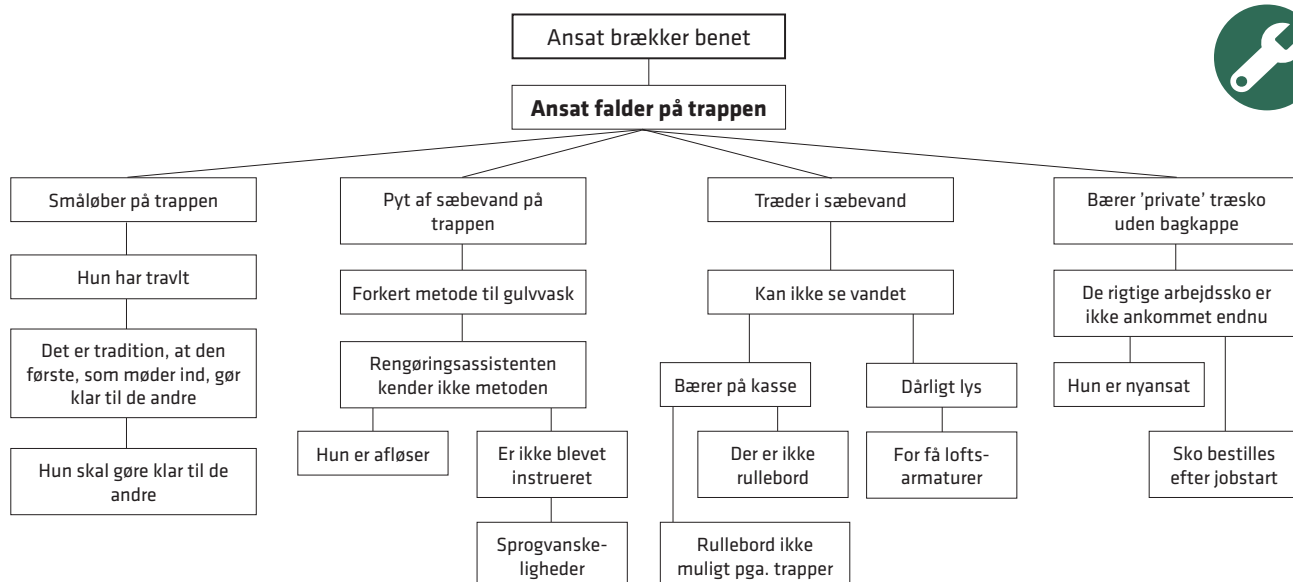 Ansat brækker benet
Ansat falder på trappen
Småløber på trappen
Hun har travlt
Det er tradition, at den
første, som møder ind, gør
klar til de andre
Hun skal gøre klar til de
andre
Pyt af sæbevand på
trappen
Forkert metode til gulvvask
Rengøringsassistenten
kender ikke metoden
Hun er afløser
Er ikke blevet
instrueret
Sprogvanske-
ligheder
Træder i sæbevand
Kan ikke se vandet
Bærer på kasse
Der er ikke
rullebord
Rullebord ikke
muligt pga. trapper
Dårligt lys
For få lofts-
armaturer
Bærer 'private' træsko
uden bagkappe
De rigtige arbejdssko er
ikke ankommet endnu
Hun er nyansat
Sko bestilles
efter jobstart